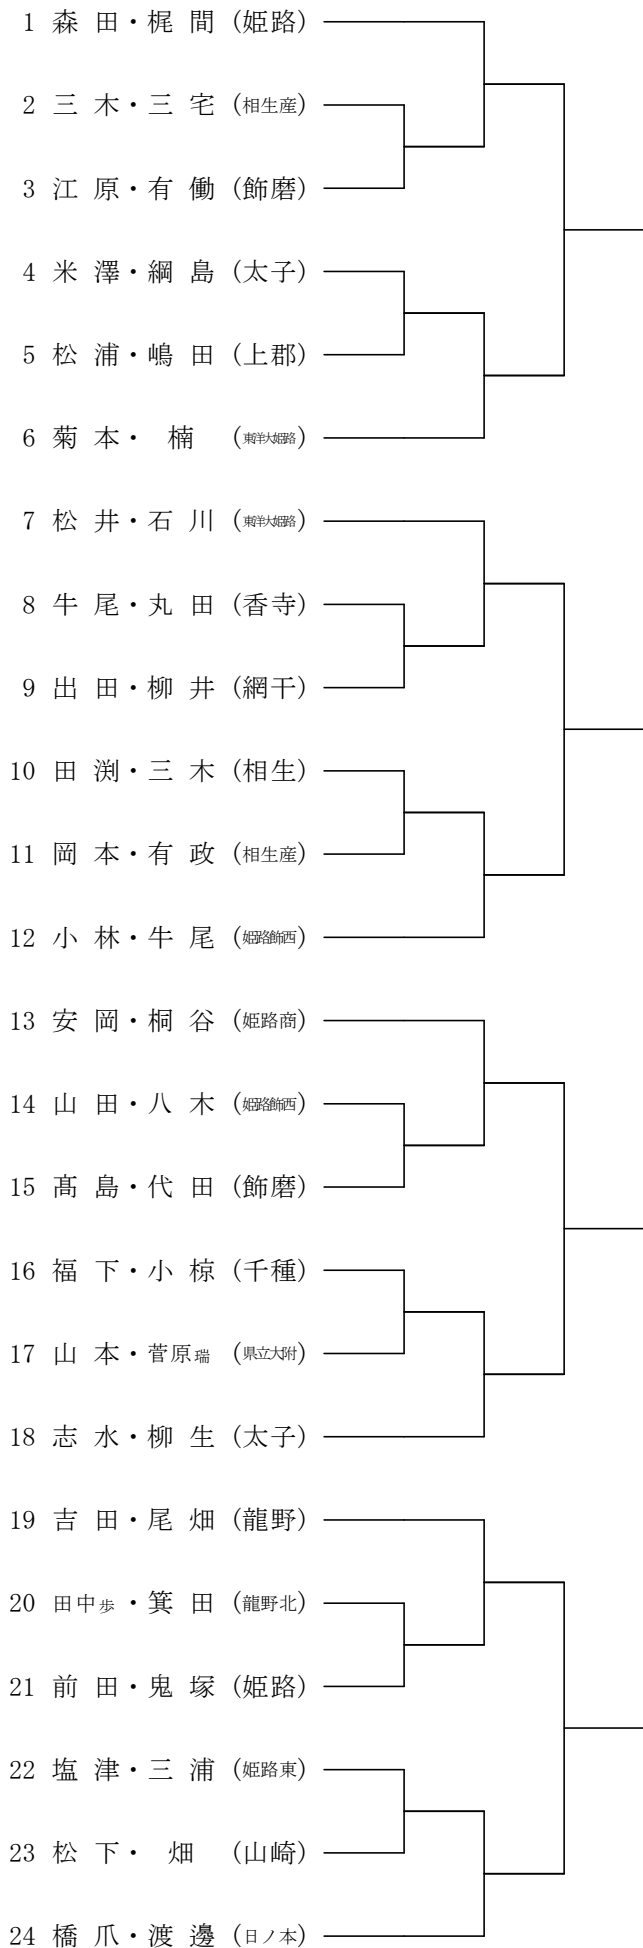 1 森 田・梶 間 (姫路)
2 三 木・三 宅 (相生産)
3 江 原・有 働 (飾磨)
4 米 澤・綱 島 (太子)
5 松 浦・嶋 田 (上郡)
6 菊 本・ 楠 (東洋大姫路)
7 松 井・石 川 (東洋大姫路)
8 牛 尾・丸 田 (香寺)
9 出 田・柳 井 (網干)
10 田 渕・三 木 (相生)
11 岡 本・有 政 (相生産)
12 小 林・牛 尾 (姫路飾西)
13 安 岡・桐 谷 (姫路商)
14 山 田・八 木 (姫路飾西)
15 髙 島・代 田 (飾磨)
16 福 下・小 椋 (千種)
17 山 本・菅原瑞 (県立大附)
18 志 水・柳 生 (太子)
19 吉 田・尾 畑 (龍野)
20 田中歩・箕 田 (龍野北)
21 前 田・鬼 塚 (姫路)
22 塩 津・三 浦 (姫路東)
23 松 下・ 畑 (山崎)
24 橋 爪・渡 邊 (日ノ本)